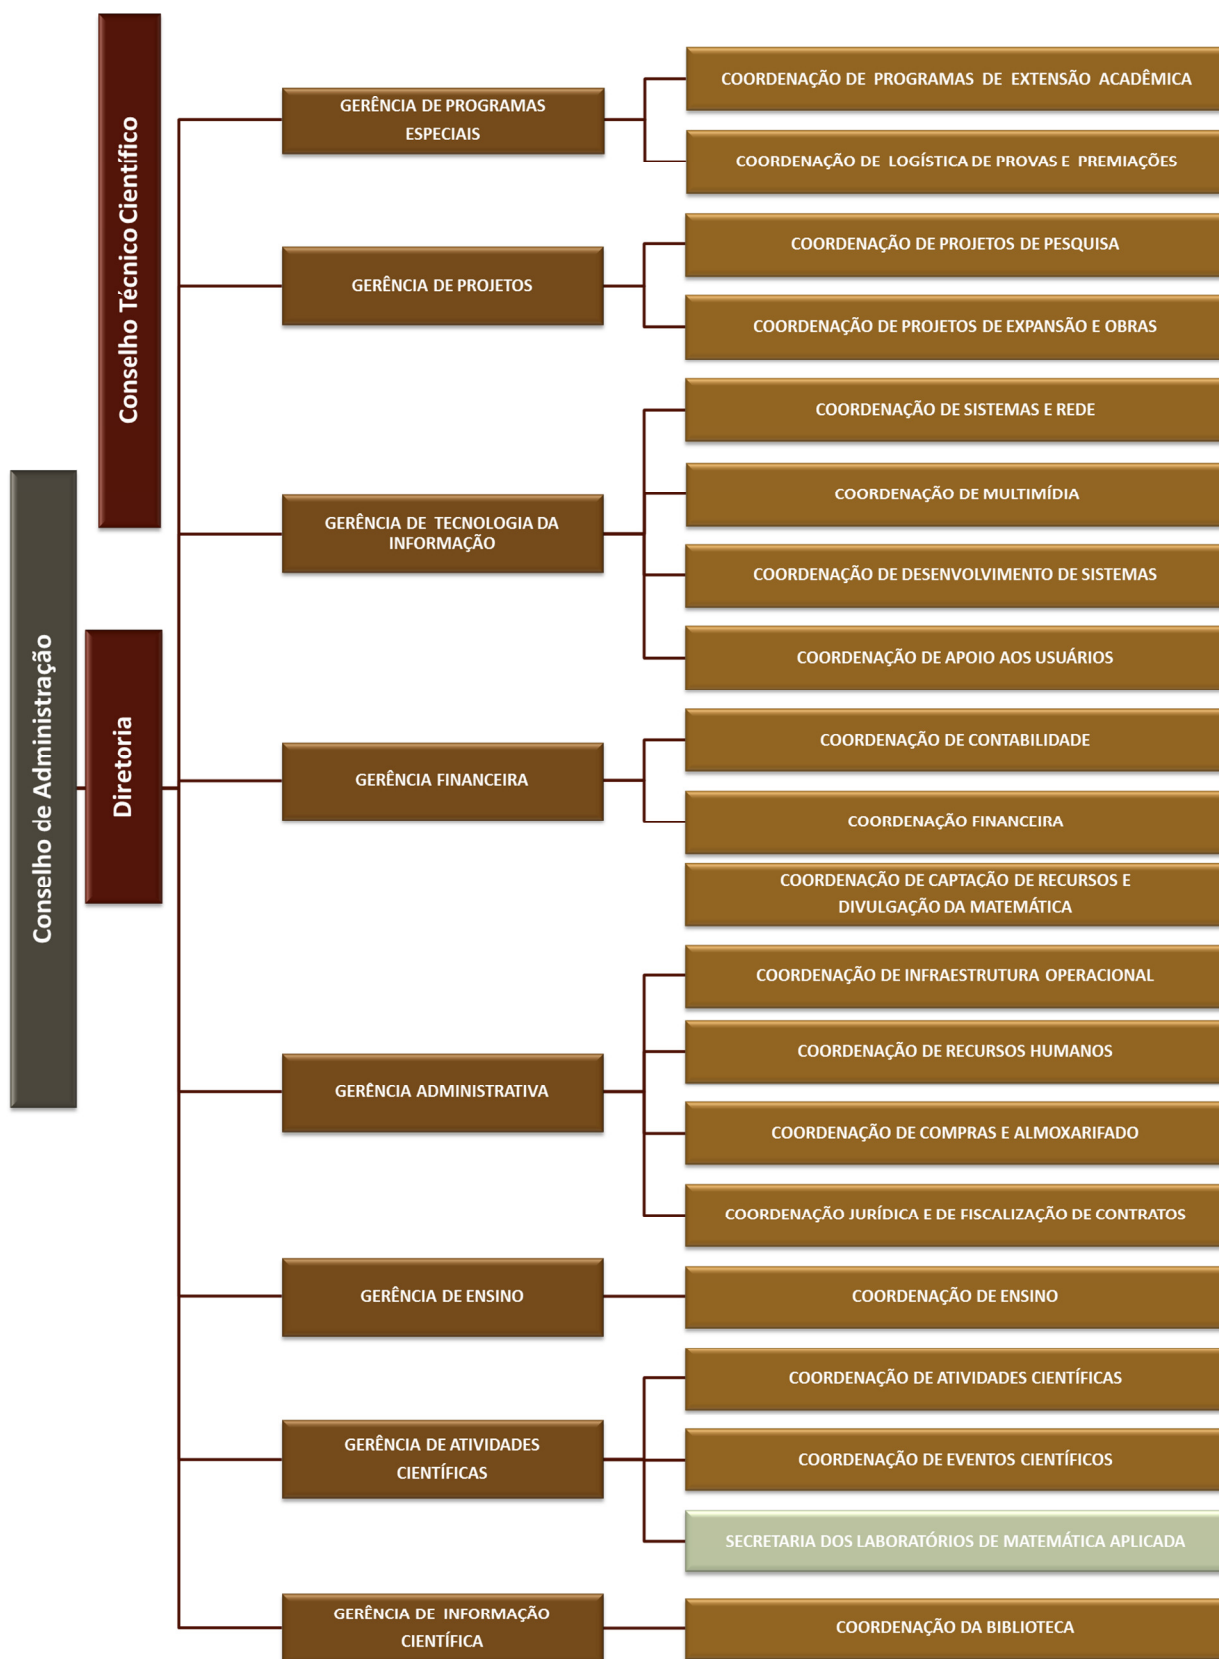 Conselho de Administração
Conselho Técnico Científico
Diretoria
GERÊNCIA DE PROGRAMAS
ESPECIAIS
COORDENAÇÃO DE PROGRAMAS DE EXTENSÃO ACADÊMICA
COORDENAÇÃO DE LOGÍSTICA DE PROVAS E PREMIAÇÕES
GERÊNCIA DE PROJETOS
COORDENAÇÃO DE PROJETOS DE PESQUISA
COORDENAÇÃO DE PROJETOS DE EXPANSÃO E OBRAS
GERÊNCIA DE TECNOLOGIA DA
INFORMAÇÃO
COORDENAÇÃO DE SISTEMAS E REDE
COORDENAÇÃO DE MULTIMÍDIA
COORDENAÇÃO DE DESENVOLVIMENTO DE SISTEMAS
COORDENAÇÃO DE APOIO AOS USUÁRIOS
GERÊNCIA FINANCEIRA
COORDENAÇÃO DE CONTABILIDADE
COORDENAÇÃO FINANCEIRA
COORDENAÇÃO DE CAPTAÇÃO DE RECURSOS E
DIVULGAÇÃO DA MATEMÁTICA
GERÊNCIA ADMINISTRATIVA
COORDENAÇÃO DE INFRAESTRUTURA OPERACIONAL
COORDENAÇÃO DE RECURSOS HUMANOS
COORDENAÇÃO DE COMPRAS E ALMOXARIFADO
COORDENAÇÃO JURÍDICA E DE FISCALIZAÇÃO DE CONTRATOS
GERÊNCIA DE ENSINO
COORDENAÇÃO DE ENSINO
GERÊNCIA DE ATIVIDADES
CIENTÍFICAS
COORDENAÇÃO DE ATIVIDADES CIENTÍFICAS
COORDENAÇÃO DE EVENTOS CIENTÍFICOS
SECRETARIA DOS LABORATÓRIOS DE MATEMÁTICA APLICADA
GERÊNCIA DE INFORMAÇÃO
CIENTÍFICA
COORDENAÇÃO DA BIBLIOTECA